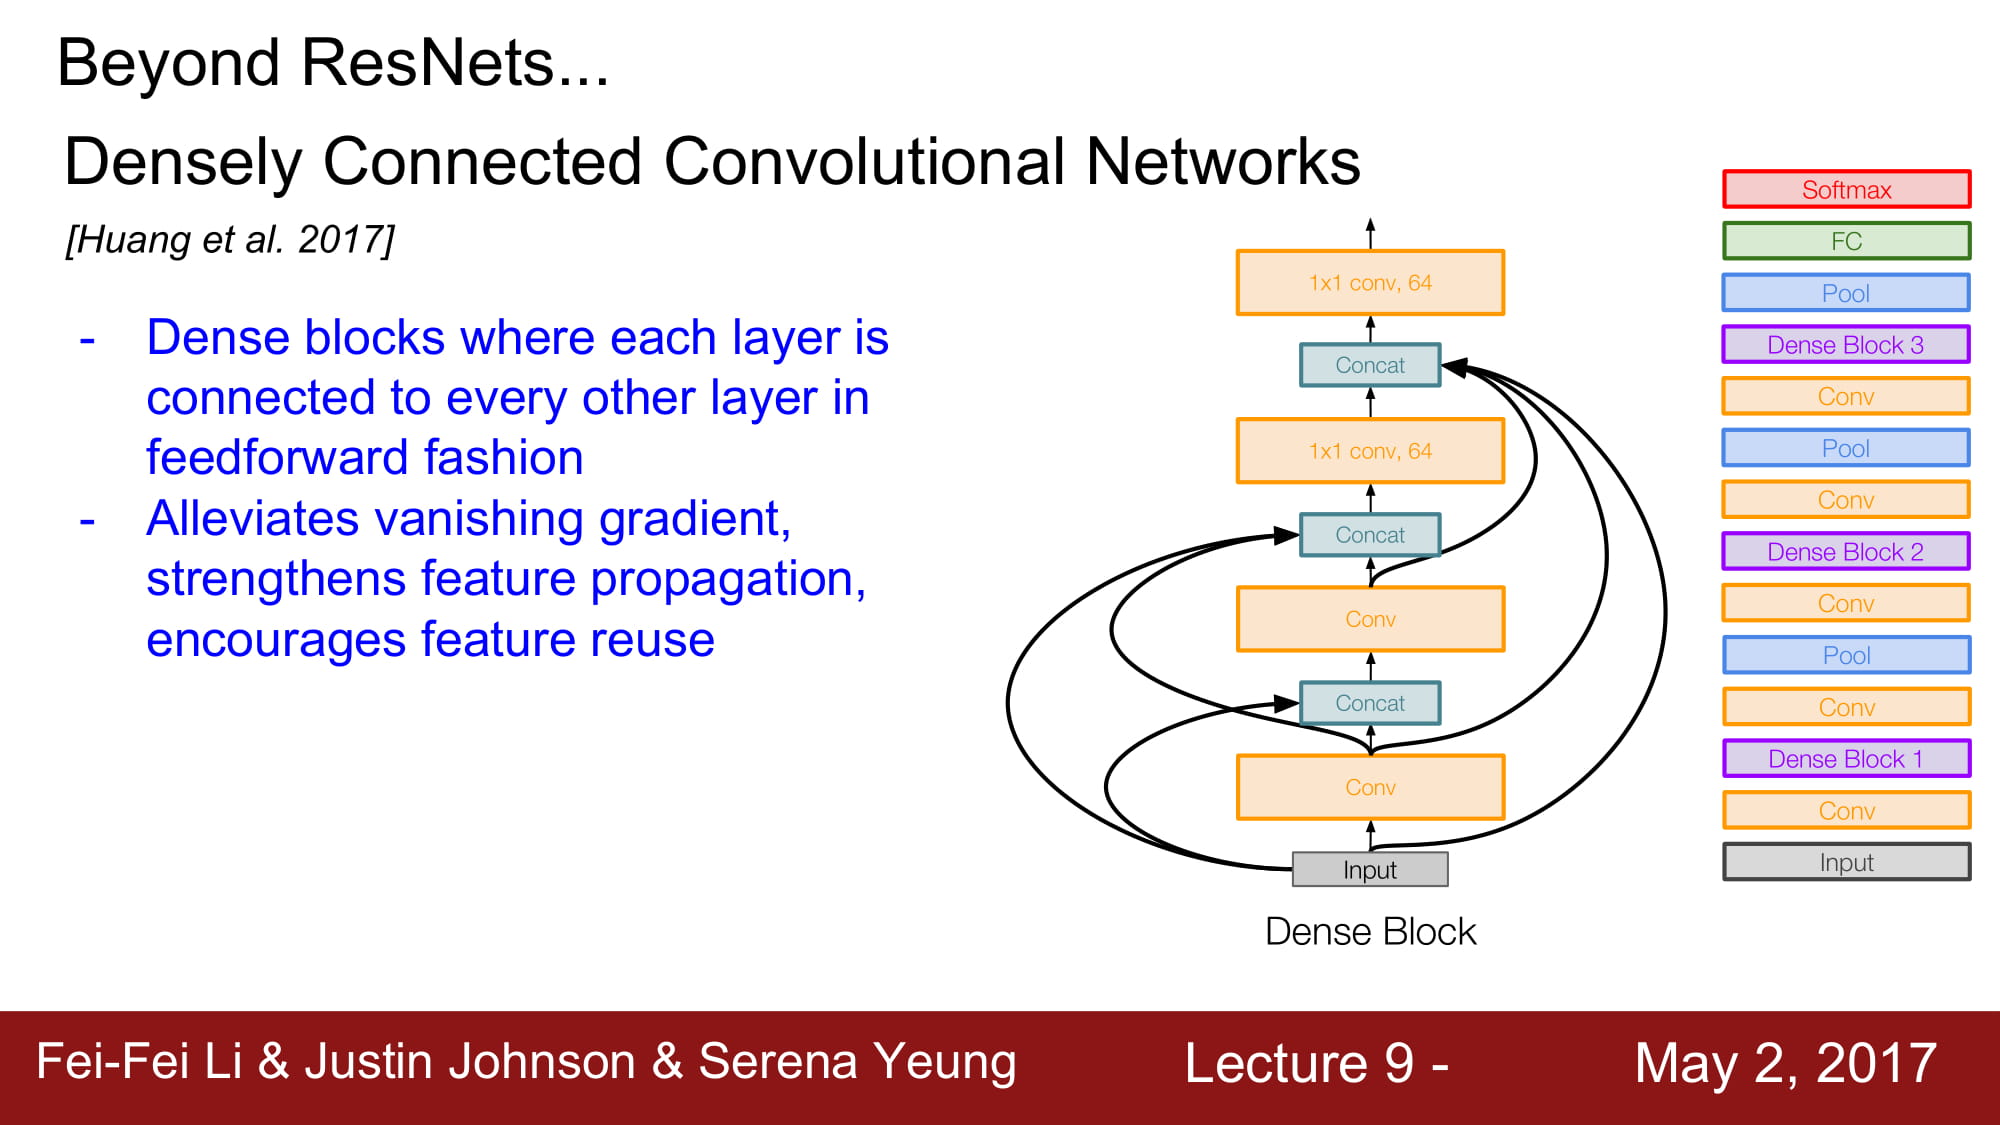 Beyond ResNets...
Densely Connected Convolutional Networks
[Huang et al. 2017]
- Dense blocks where each layer is
connected to every other layer in
feedforward fashion
- Alleviates vanishing gradient,
strengthens feature propagation,
encourages feature reuse
1x1 conv, 64
Concat
1x1 conv, 64
Concat
Conv
Concat
Conv
Input
Dense Block
Softmax
FC
Pool
Dense Block 3
Conv
Pool
Conv
Dense Block 2
Conv
Pool
Conv
Dense Block 1
Conv
Input
Fei-Fei Li & Justin Johnson & Serena Yeung
Lecture 9 -
May 2, 2017